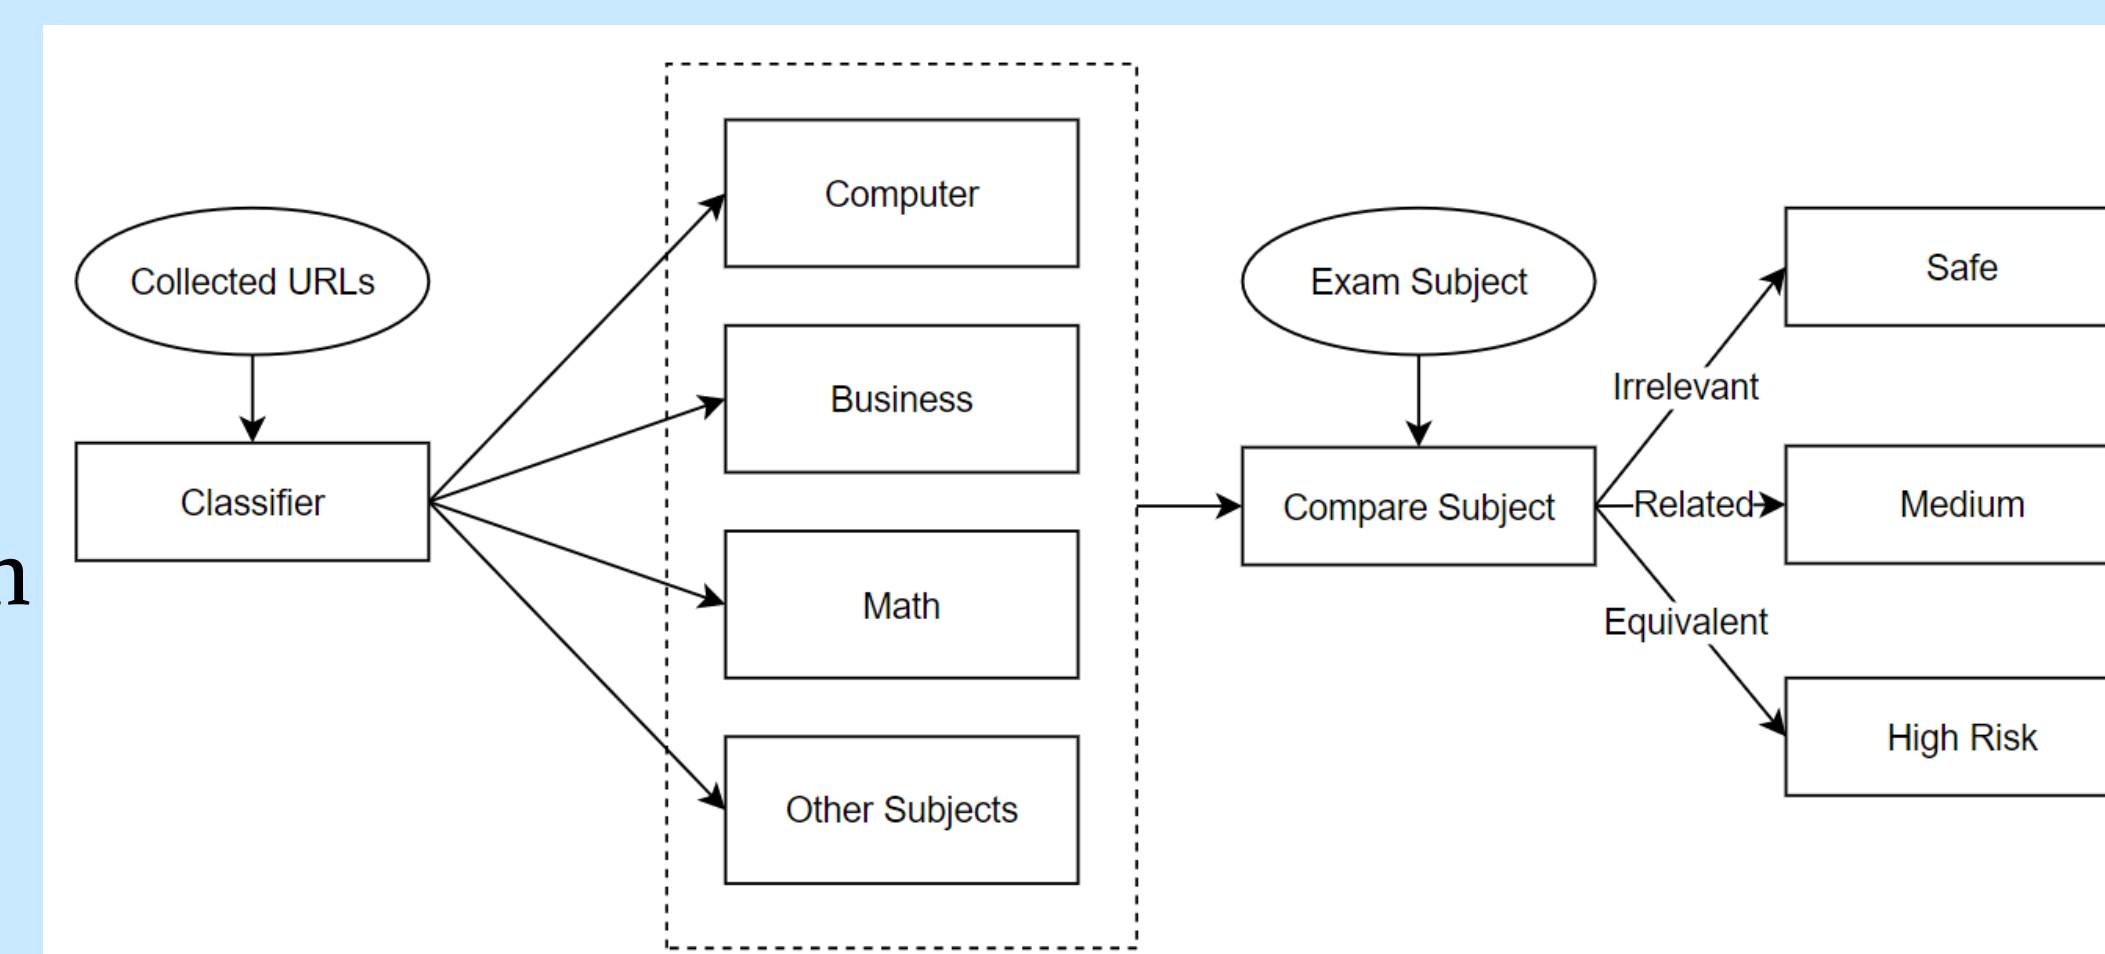 Collected URLs
Classifier
Computer
Business
Math
Other Subjects
Exam Subject
Compare Subject
Irrelevant
Related
Equivalent
Safe
Medium
High Risk